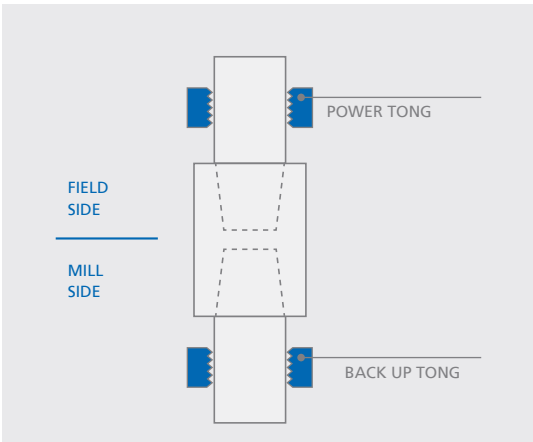 POWER TONG
FIELD
SIDE
MILL
SIDE
BACK UP TONG